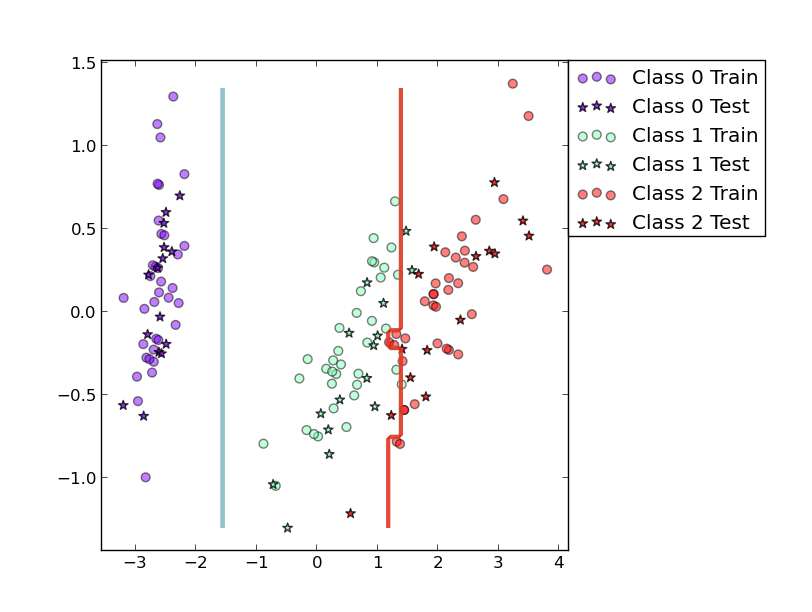 1.5
1.0
0.5
0.0
−0.5
−1.0
−3 −2 −1 0 1 2 3 4
Class 0 Train
Class 0 Test
Class 1 Train
Class 1 Test
Class 2 Train
Class 2 Test